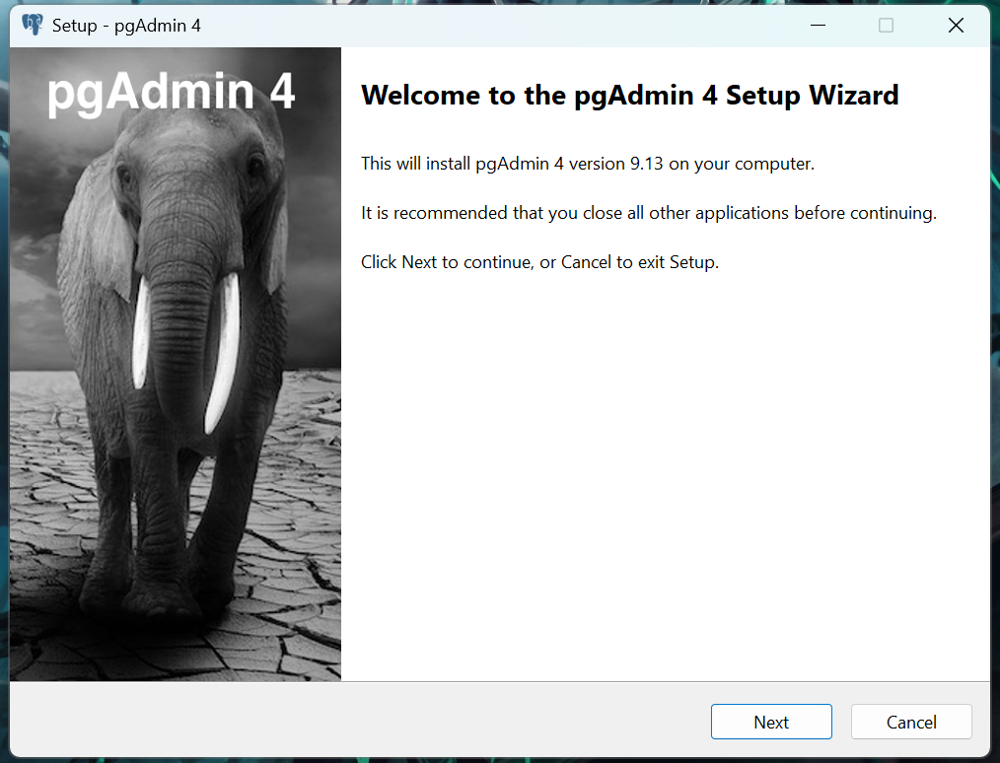 Setup - pgAdmin 4
pgAdmin 4
Welcome to the pgAdmin 4 Setup Wizard
This will install pgAdmin 4 version 9.13 on your computer.
It is recommended that you close all other applications before continuing.
Click Next to continue, or Cancel to exit Setup.
Next
Cancel